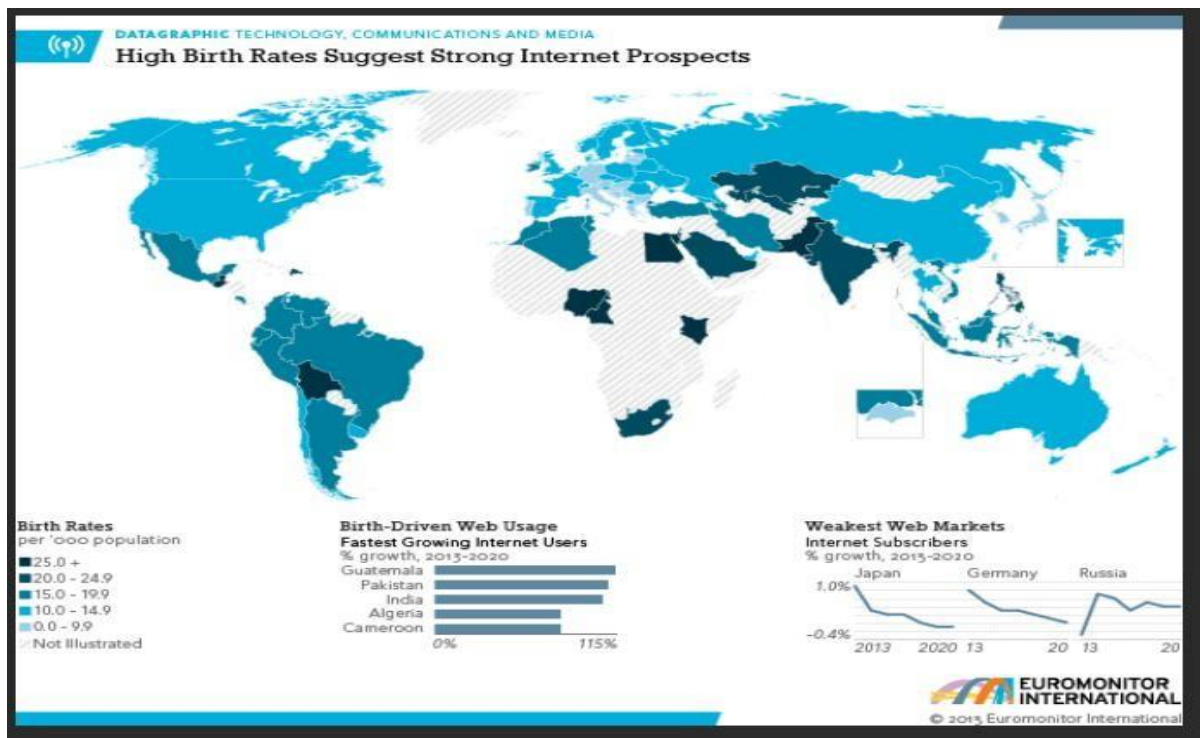 DATAGRAPHIC TECHNOLOGY, COMMUNICATIONS AND MEDIA
High Birth Rates Suggest Strong Internet Prospects
Birth Rates
per '000 population
25.0 +
20.0 - 24.9
15.0 - 19.9
10.0 - 14.9
0.0 - 9.9
Not Illustrated
Birth-Driven Web Usage
Fastest Growing Internet Users
% growth, 2013-2020
Guatemala
Pakistan
India
Algeria
Cameroon
0% 115%
Weakest Web Markets
Internet Subscribers
% growth, 2013-2020
Japan Germany Russia
1.0%
-0.4%
2013 2020 13 20 13 20
EUROMONITOR
INTERNATIONAL
© 2013 Euromonitor International